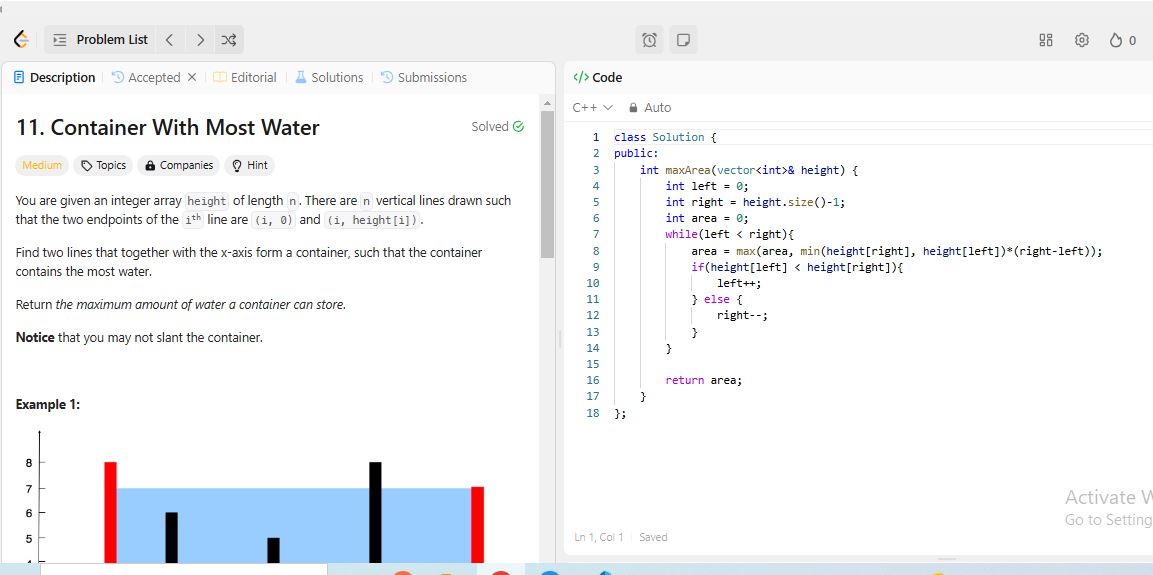 Problem List
0
Description
Accepted
Editorial
Solutions
Submissions
11. Container With Most Water
Solved
Medium
Topics
Companies
Hint
You are given an integer array height of length n. There are n vertical lines drawn such
that the two endpoints of the ith line are (i, 0) and (i, height[i]).
Find two lines that together with the x-axis form a container, such that the container
contains the most water.
Return the maximum amount of water a container can store.
Notice that you may not slant the container.
Example 1:
8
7
6
5
</> Code
C++
Auto
1 class Solution {
2 public:
3 int maxArea(vector<int>& height) {
4 int left = 0;
5 int right = height.size()-1;
6 int area = 0;
7 while(left < right){
8 area = max(area, min(height[right], height[left])*(right-left));
9 if(height[left] < height[right]){
10 left++;
11 } else {
12 right--;
13 }
14 }
15
16 return area;
17 }
18 };
Activate
Go to Setting
Ln 1, Col 1
Saved